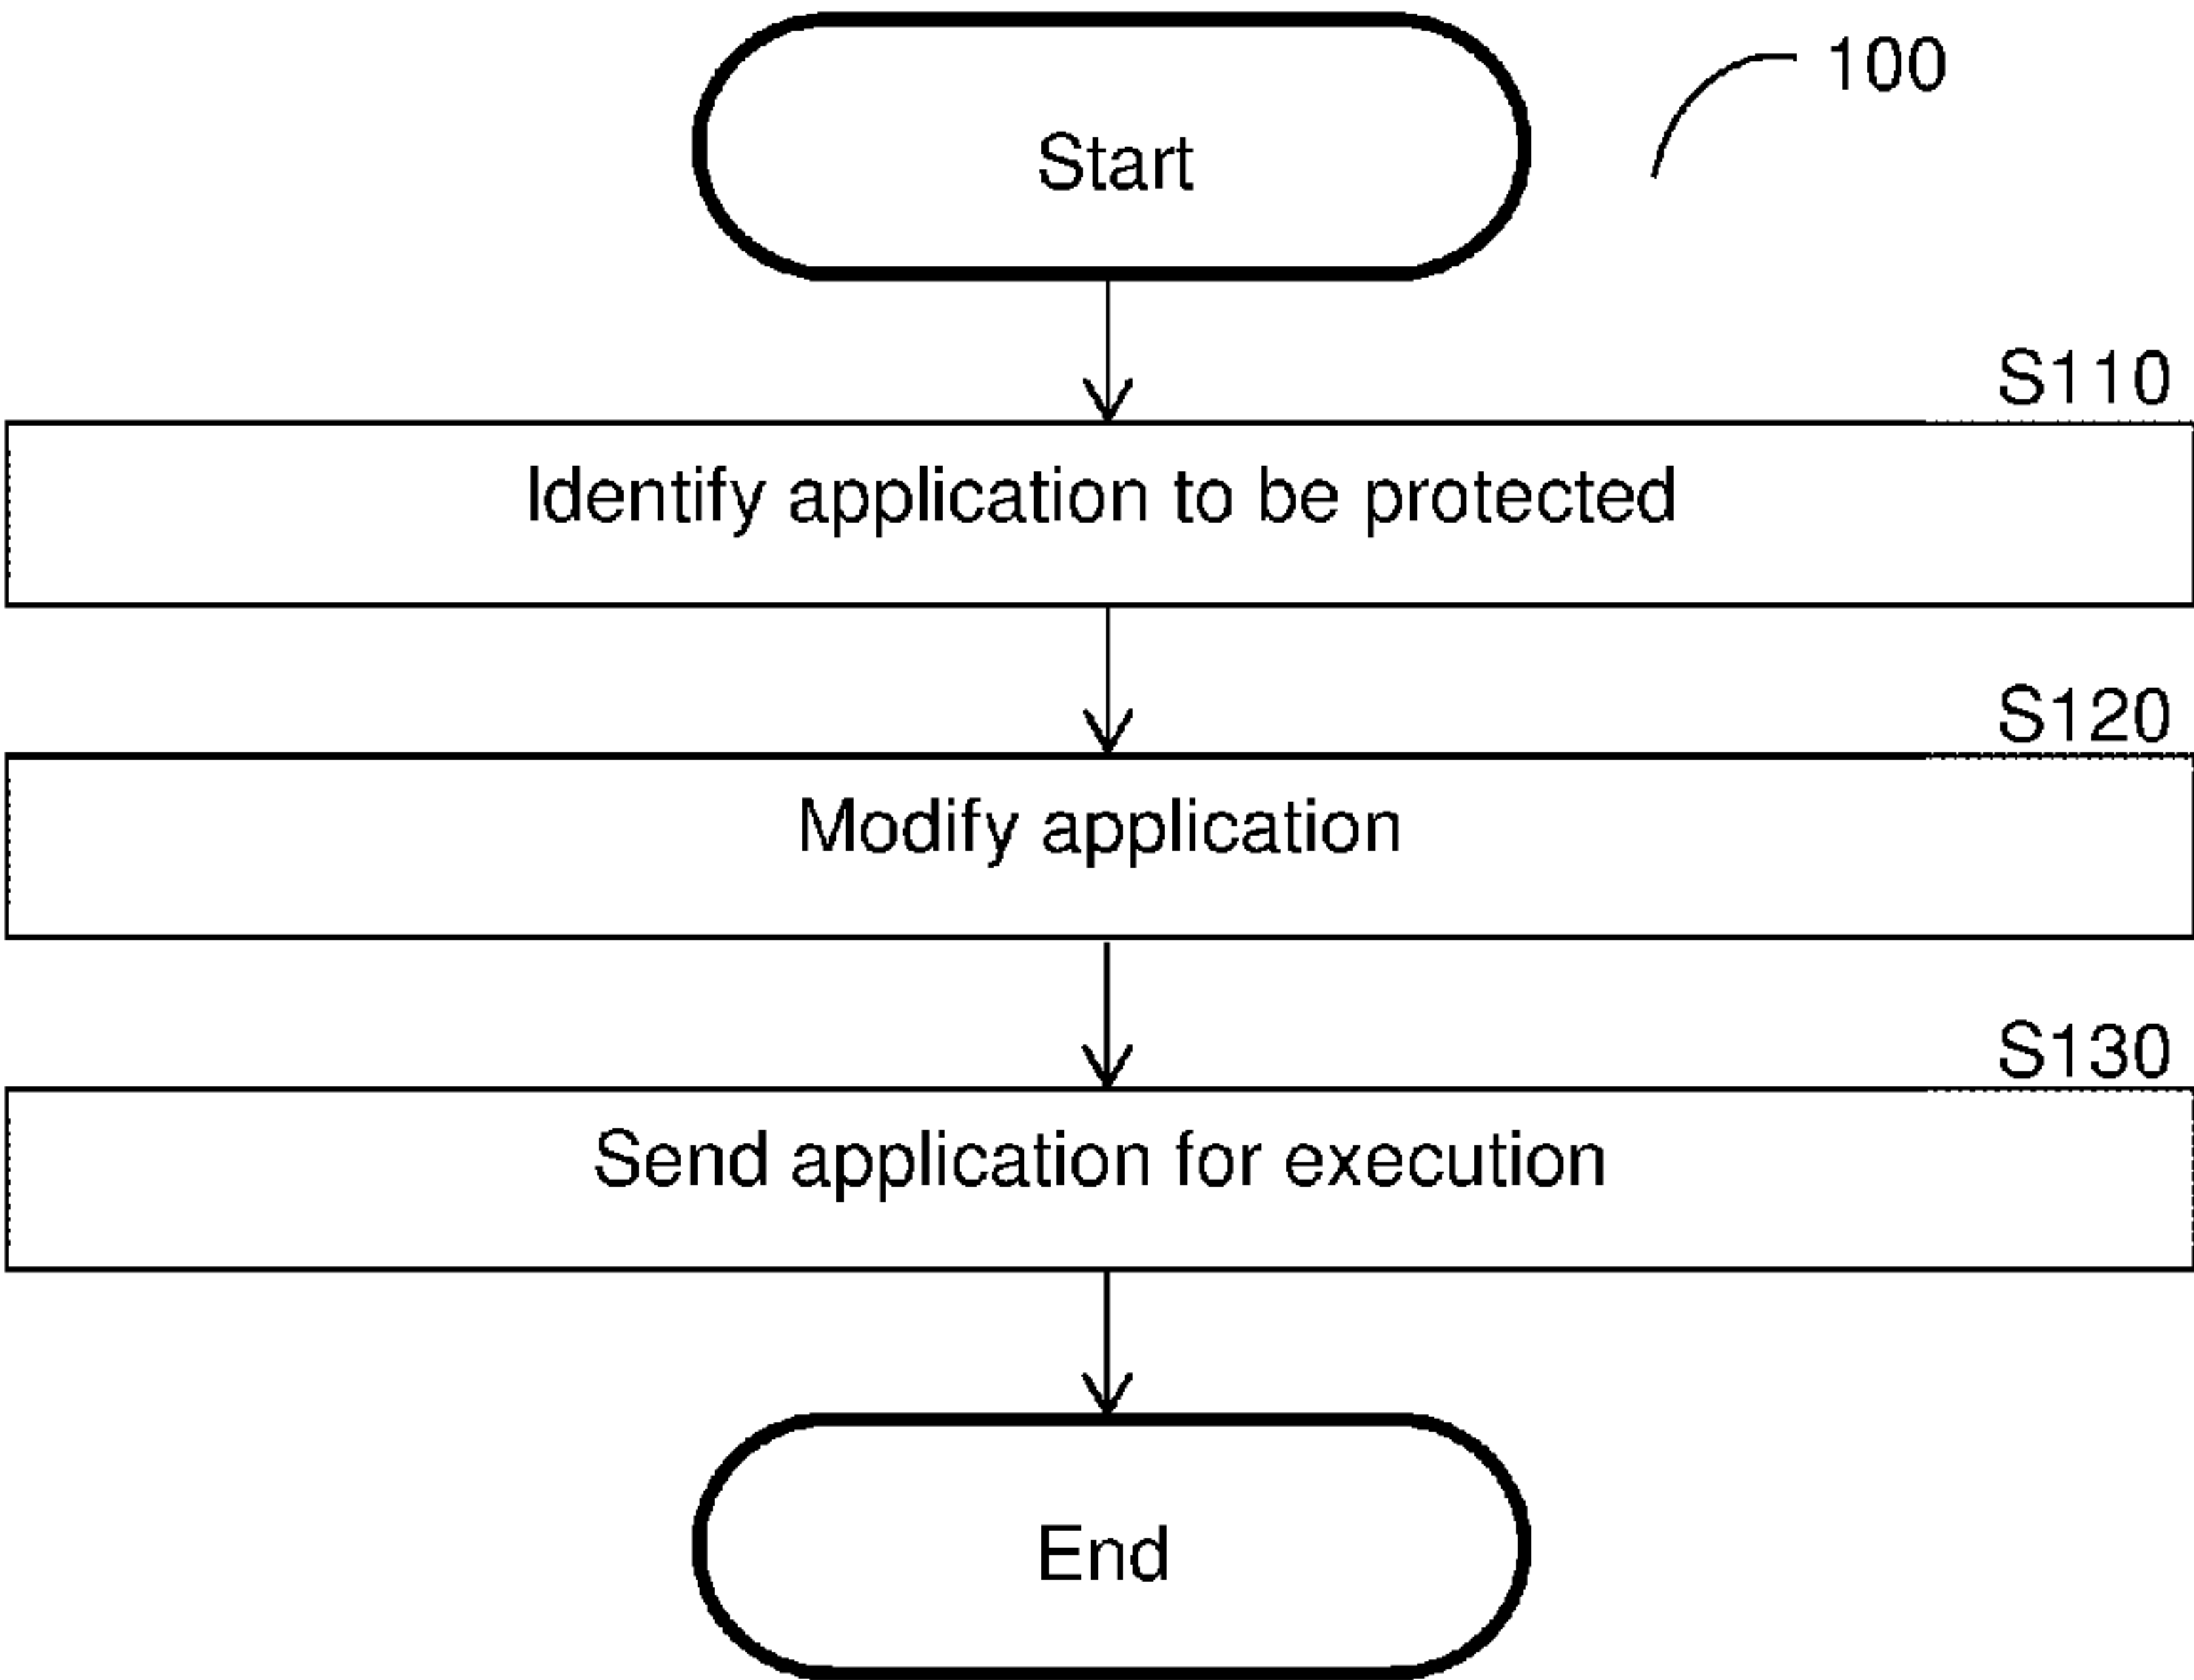 100
Start
S110
Identify application to be protected
S120
Modify application
S130
Send application for execution
End